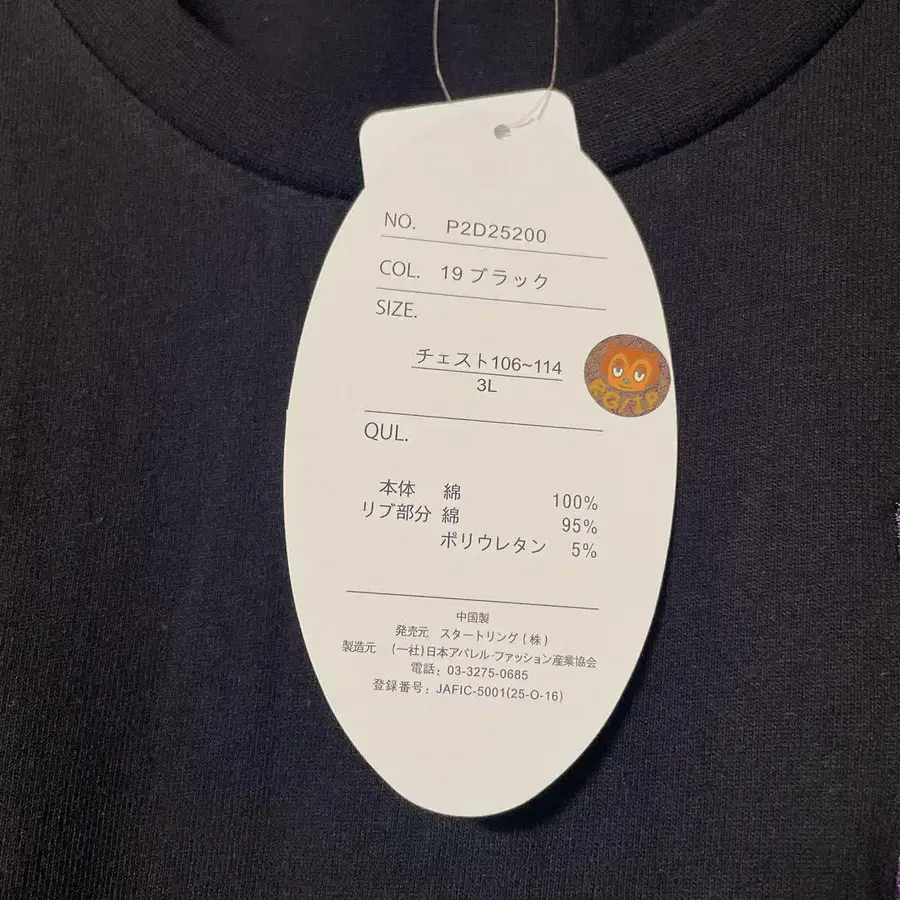 NO. P2D25200
COL. 19 ブラック
SIZE.
チェスト106~114
3L
QUL.
本体 綿 100%
リブ部分 綿 95%
ポリウレタン 5%
中国製
発売元 スタートリング(株)
製造元 (一社)日本アパレル・ファッション産業協会
電話: 03-3275-0685
登録番号: JAFIC-5001(25-O-16)